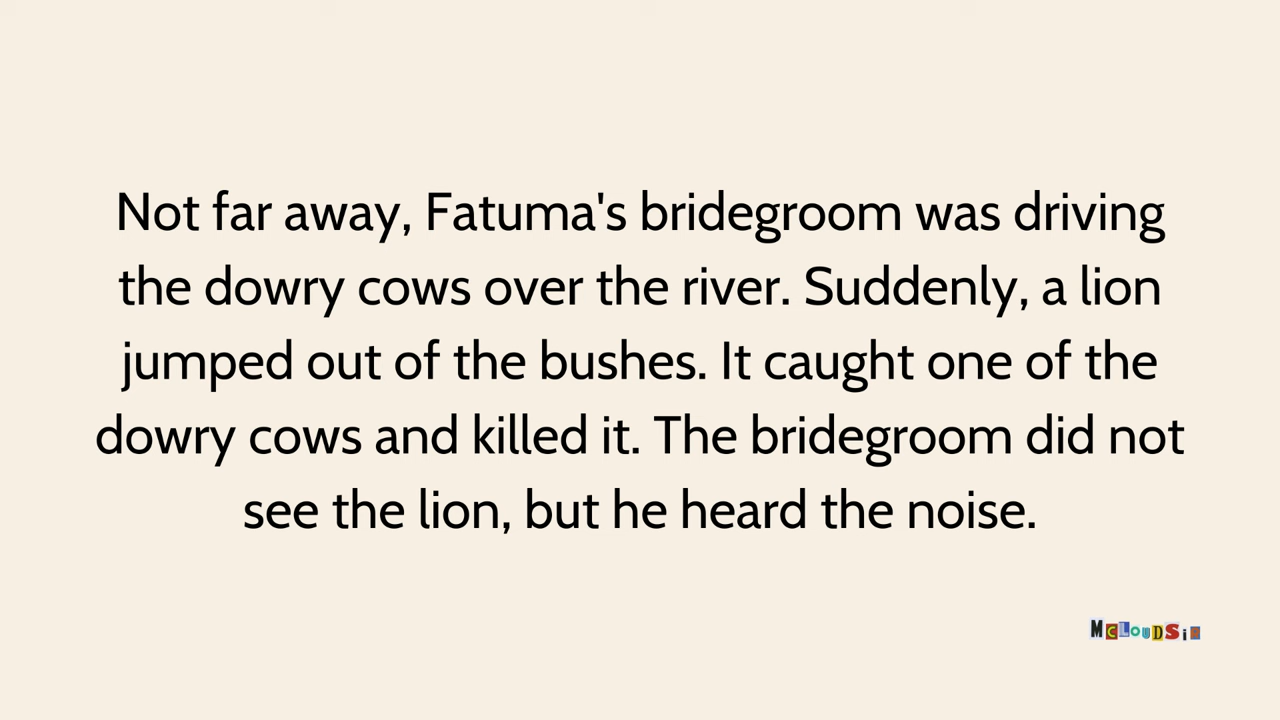 Not far away, Fatuma's bridegroom was driving
the dowry cows over the river. Suddenly, a lion
jumped out of the bushes. It caught one of the
dowry cows and killed it. The bridegroom did not
see the lion, but he heard the noise.